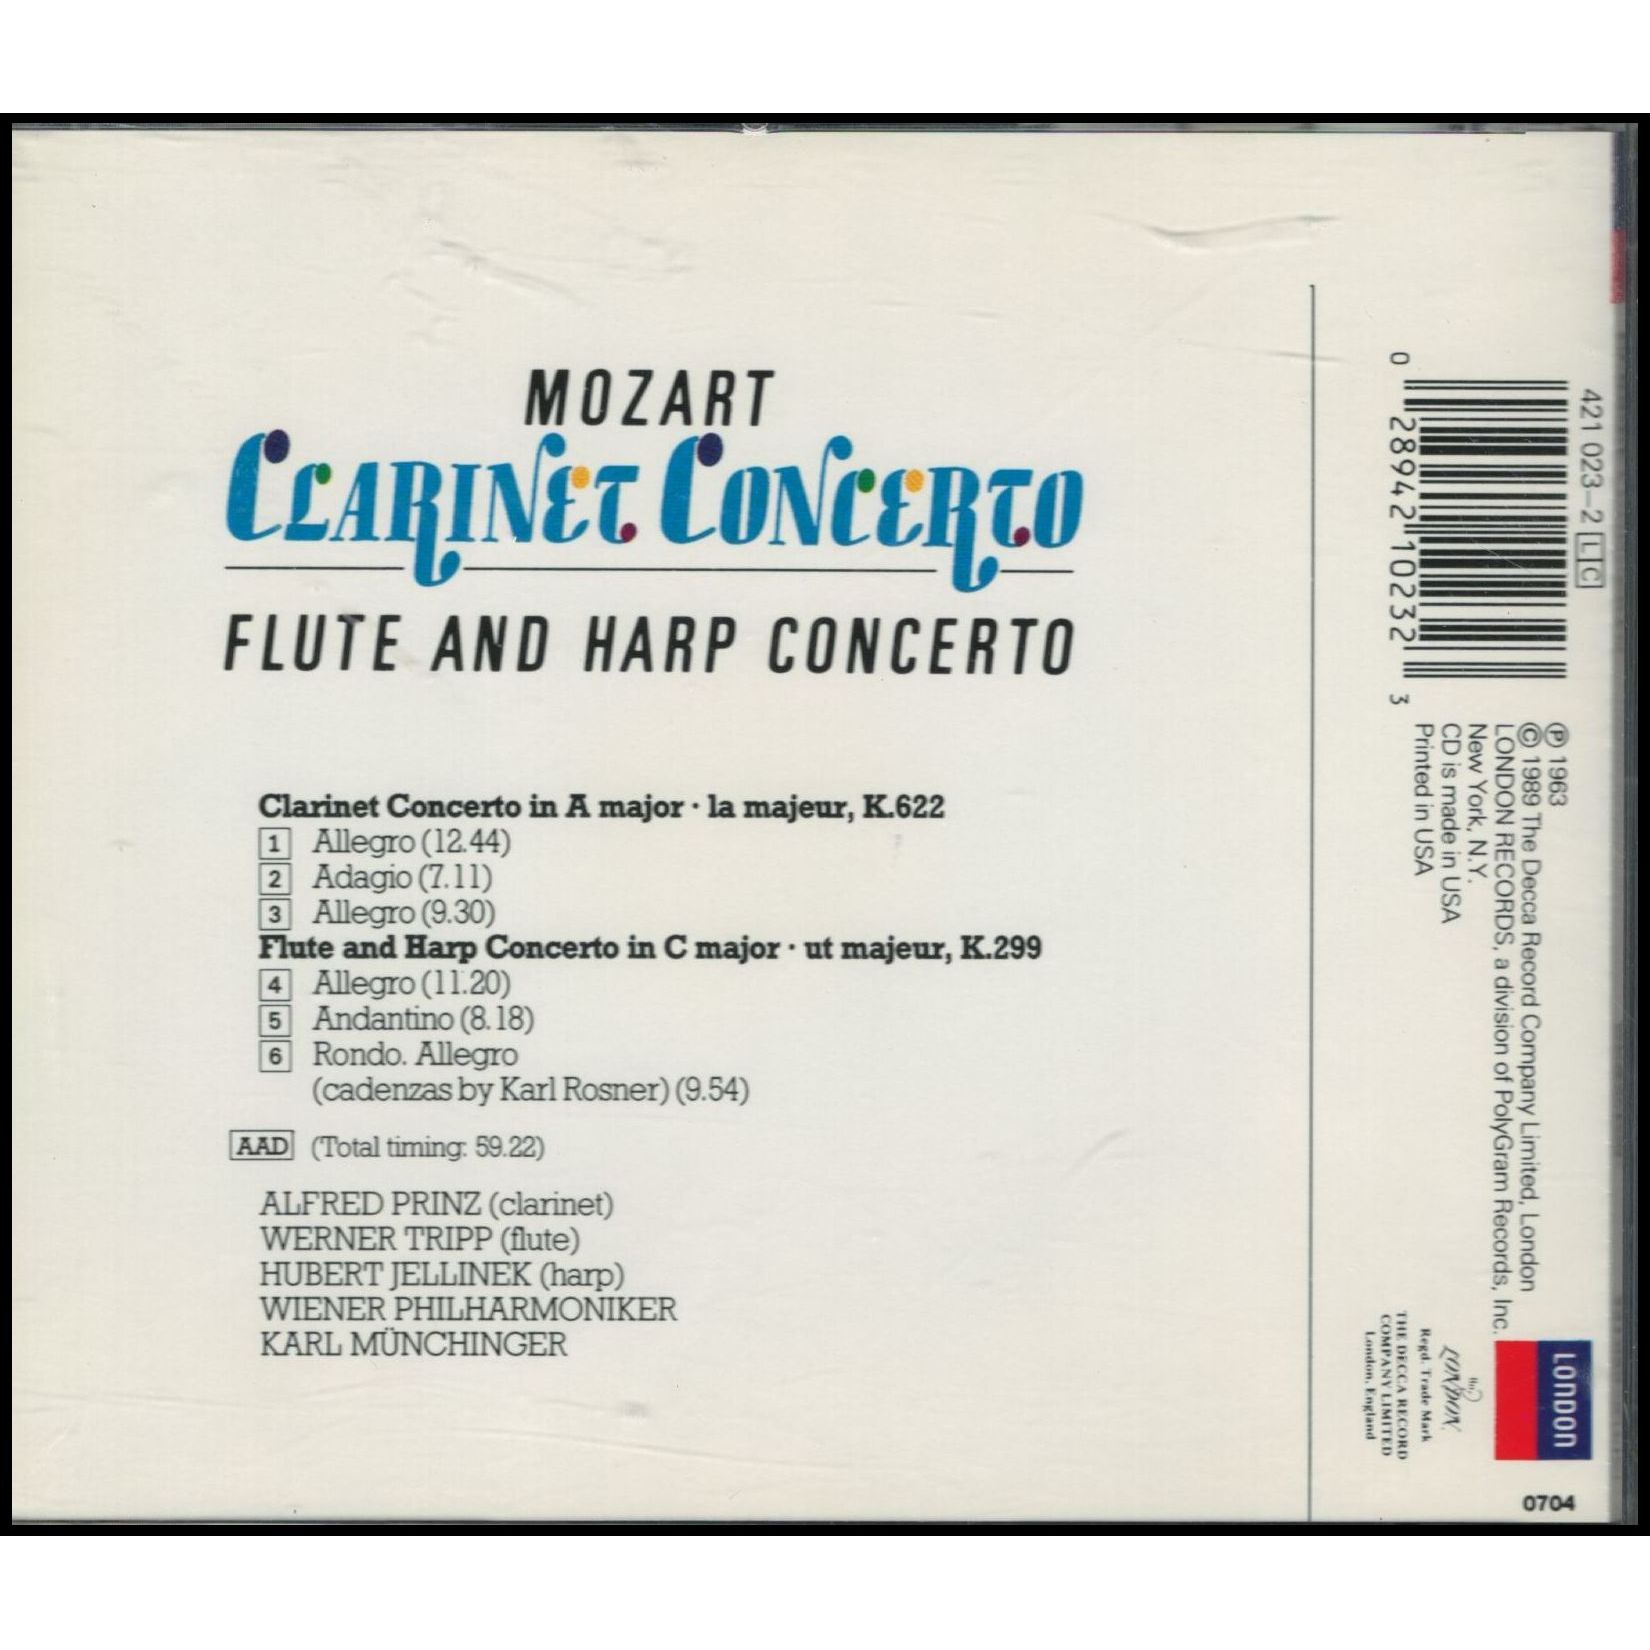 MOZART
CLARINET CONCERTO
FLUTE AND HARP CONCERTO
Clarinet Concerto in A major · la majeur, K.622
1 Allegro (12.44)
2 Adagio (7.11)
3 Allegro (9.30)
Flute and Harp Concerto in C major · ut majeur, K.299
4 Allegro (11.20)
5 Andantino (8.18)
6 Rondo. Allegro
(cadenzas by Karl Rosner) (9.54)
AAD (Total timing: 59.22)
ALFRED PRINZ (clarinet)
WERNER TRIPP (flute)
HUBERT JELLINEK (harp)
WIENER PHILHARMONIKER
KARL MÜNCHINGER
421 023-2 LC
0 28942 10232 3
℗ 1963
© 1989 The Decca Record Company Limited, London
LONDON RECORDS, a division of PolyGram Records, Inc.
New York, N.Y.
CD is made in USA
Printed in USA
LONDON
LONDON
Regd. Trade Mark
THE DECCA RECORD
COMPANY LIMITED
London, England
0704